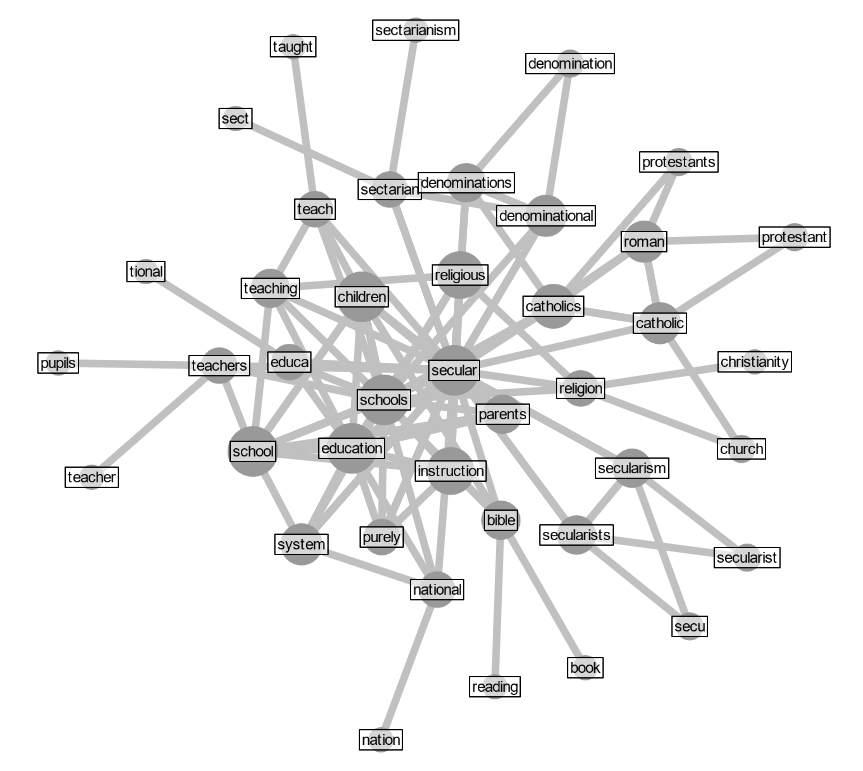 sectarianism
taught
denomination
sect
protestants
sectarian
denominations
teach
denominational
roman
protestant
tional
religious
teaching
children
catholics
catholic
pupils
teachers
educa
secular
christianity
religion
schools
parents
school
education
church
instruction
secularism
teacher
bible
secularists
system
purely
secularist
national
secu
book
reading
nation